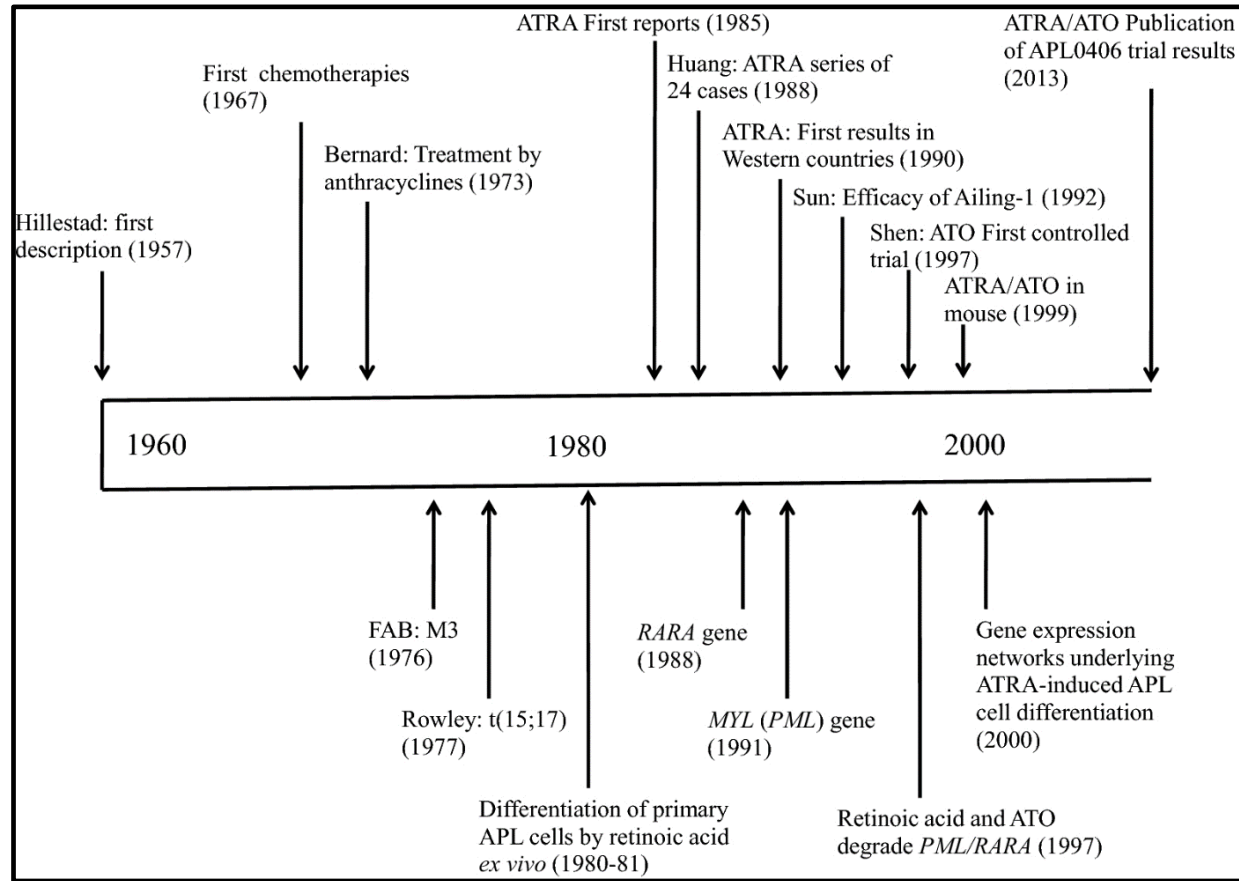 ATRA First reports (1985)
ATRA/ATO Publication
of APL0406 trial results
(2013)
First chemotherapies
(1967)
Huang: ATRA series of
24 cases (1988)
Bernard: Treatment by
anthracyclines (1973)
ATRA: First results in
Western countries (1990)
Hillestad: first
description (1957)
Sun: Efficacy of Ailing-1 (1992)
Shen: ATO First controlled
trial (1997)
ATRA/ATO in
mouse (1999)
1960
1980
2000
FAB: M3
(1976)
RARA gene
(1988)
Gene expression
networks underlying
ATRA-induced APL
cell differentiation
(2000)
Rowley: t(15;17)
(1977)
MYL (PML) gene
(1991)
Differentiation of primary
APL cells by retinoic acid
ex vivo (1980-81)
Retinoic acid and ATO
degrade PML/RARA (1997)